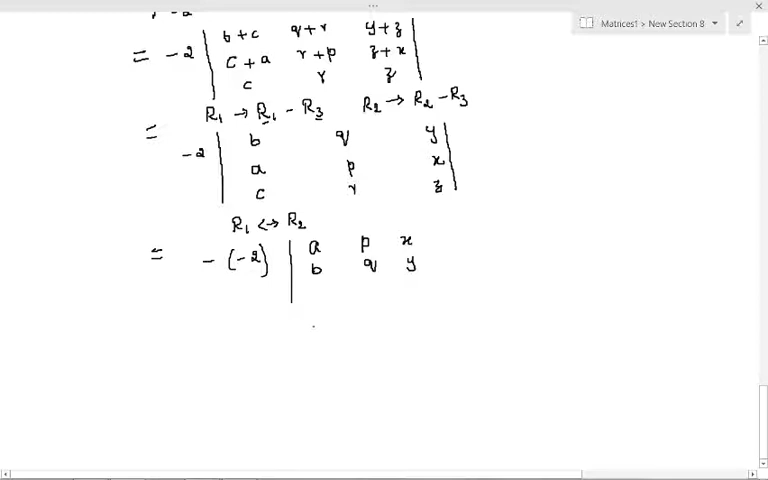 Matrices1 > New Section 8
= -2 | b+c q+r y+z |
c+a r+p z+x
c r z
R₁ → R₁ - R₃ R₂ → R₂ - R₃
=
-2 | b q y |
a p x
c r z
R₁ ↔ R₂
= - (-2) | a p x
b q y